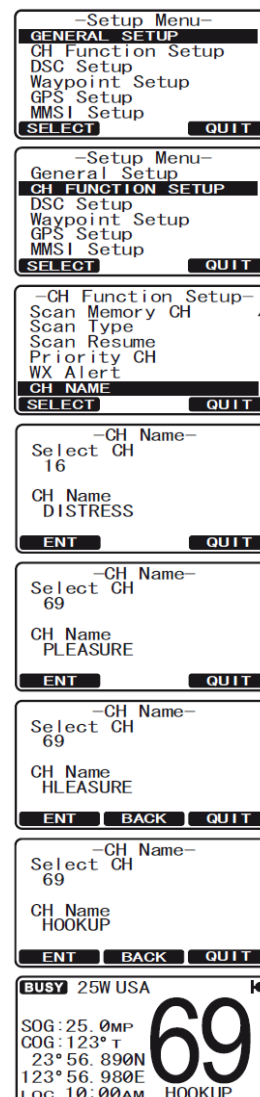 -Setup Menu-
GENERAL SETUP
CH Function Setup
DSC Setup
Waypoint Setup
GPS Setup
MMSI Setup
SELECT QUIT
-Setup Menu-
General Setup
CH FUNCTION SETUP
DSC Setup
Waypoint Setup
GPS Setup
MMSI Setup
SELECT QUIT
-CH Function Setup-
Scan Memory CH
Scan Type
Scan Resume
Priority CH
WX Alert
CH NAME
SELECT QUIT
-CH Name-
Select CH
16
CH Name
DISTRESS
ENT QUIT
-CH Name-
Select CH
69
CH Name
PLEASURE
ENT QUIT
-CH Name-
Select CH
69
CH Name
HLEASURE
ENT BACK QUIT
-CH Name-
Select CH
69
CH Name
HOOKUP
ENT BACK QUIT
BUSY 25W USA
69
SOG:25.0MP
COG:123°T
23°56.890N
123°56.980E
LOC 10:00AM HOOKUP